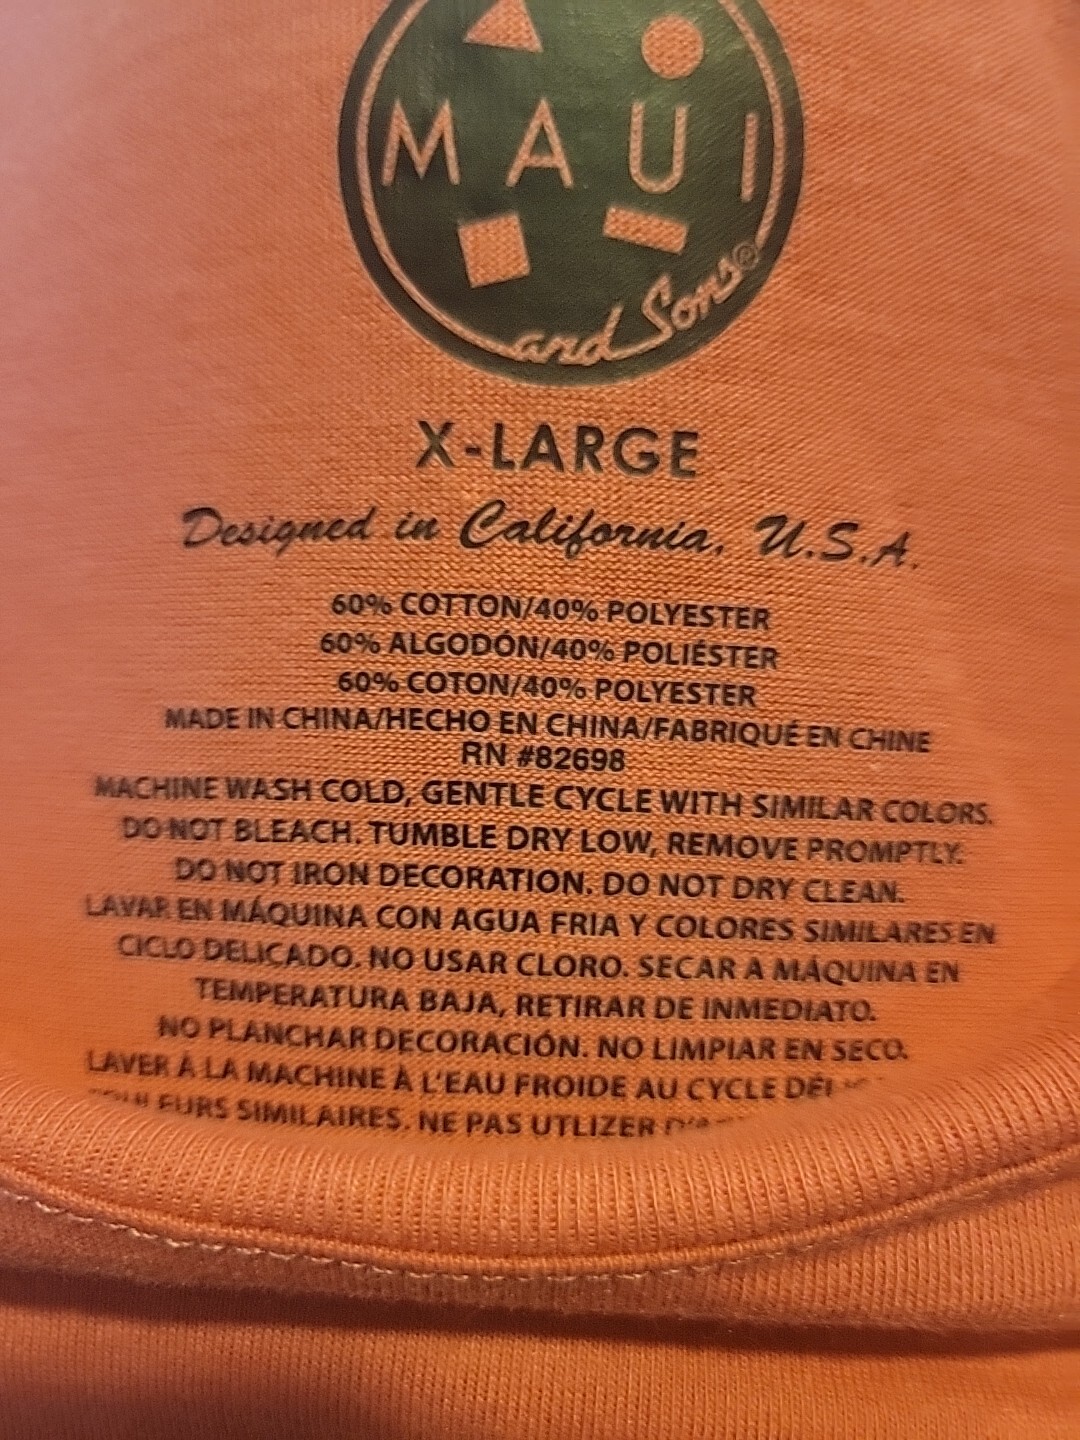 MAUI
and Sons®
X-LARGE
Designed in California, U.S.A.
60% COTTON/40% POLYESTER
60% ALGODÓN/40% POLIÉSTER
60% COTON/40% POLYESTER
MADE IN CHINA/HECHO EN CHINA/FABRIQUÉ EN CHINE
RN #82698
MACHINE WASH COLD, GENTLE CYCLE WITH SIMILAR COLORS.
DO NOT BLEACH. TUMBLE DRY LOW, REMOVE PROMPTLY.
DO NOT IRON DECORATION. DO NOT DRY CLEAN.
LAVAR EN MÁQUINA CON AGUA FRIA Y COLORES SIMILARES EN
CICLO DELICADO. NO USAR CLORO. SECAR A MÁQUINA EN
TEMPERATURA BAJA, RETIRAR DE INMEDIATO.
NO PLANCHAR DECORACIÓN. NO LIMPIAR EN SECO.
LAVER À LA MACHINE À L'EAU FROIDE AU CYCLE
SIMILAIRES. NE PAS UTLIZER